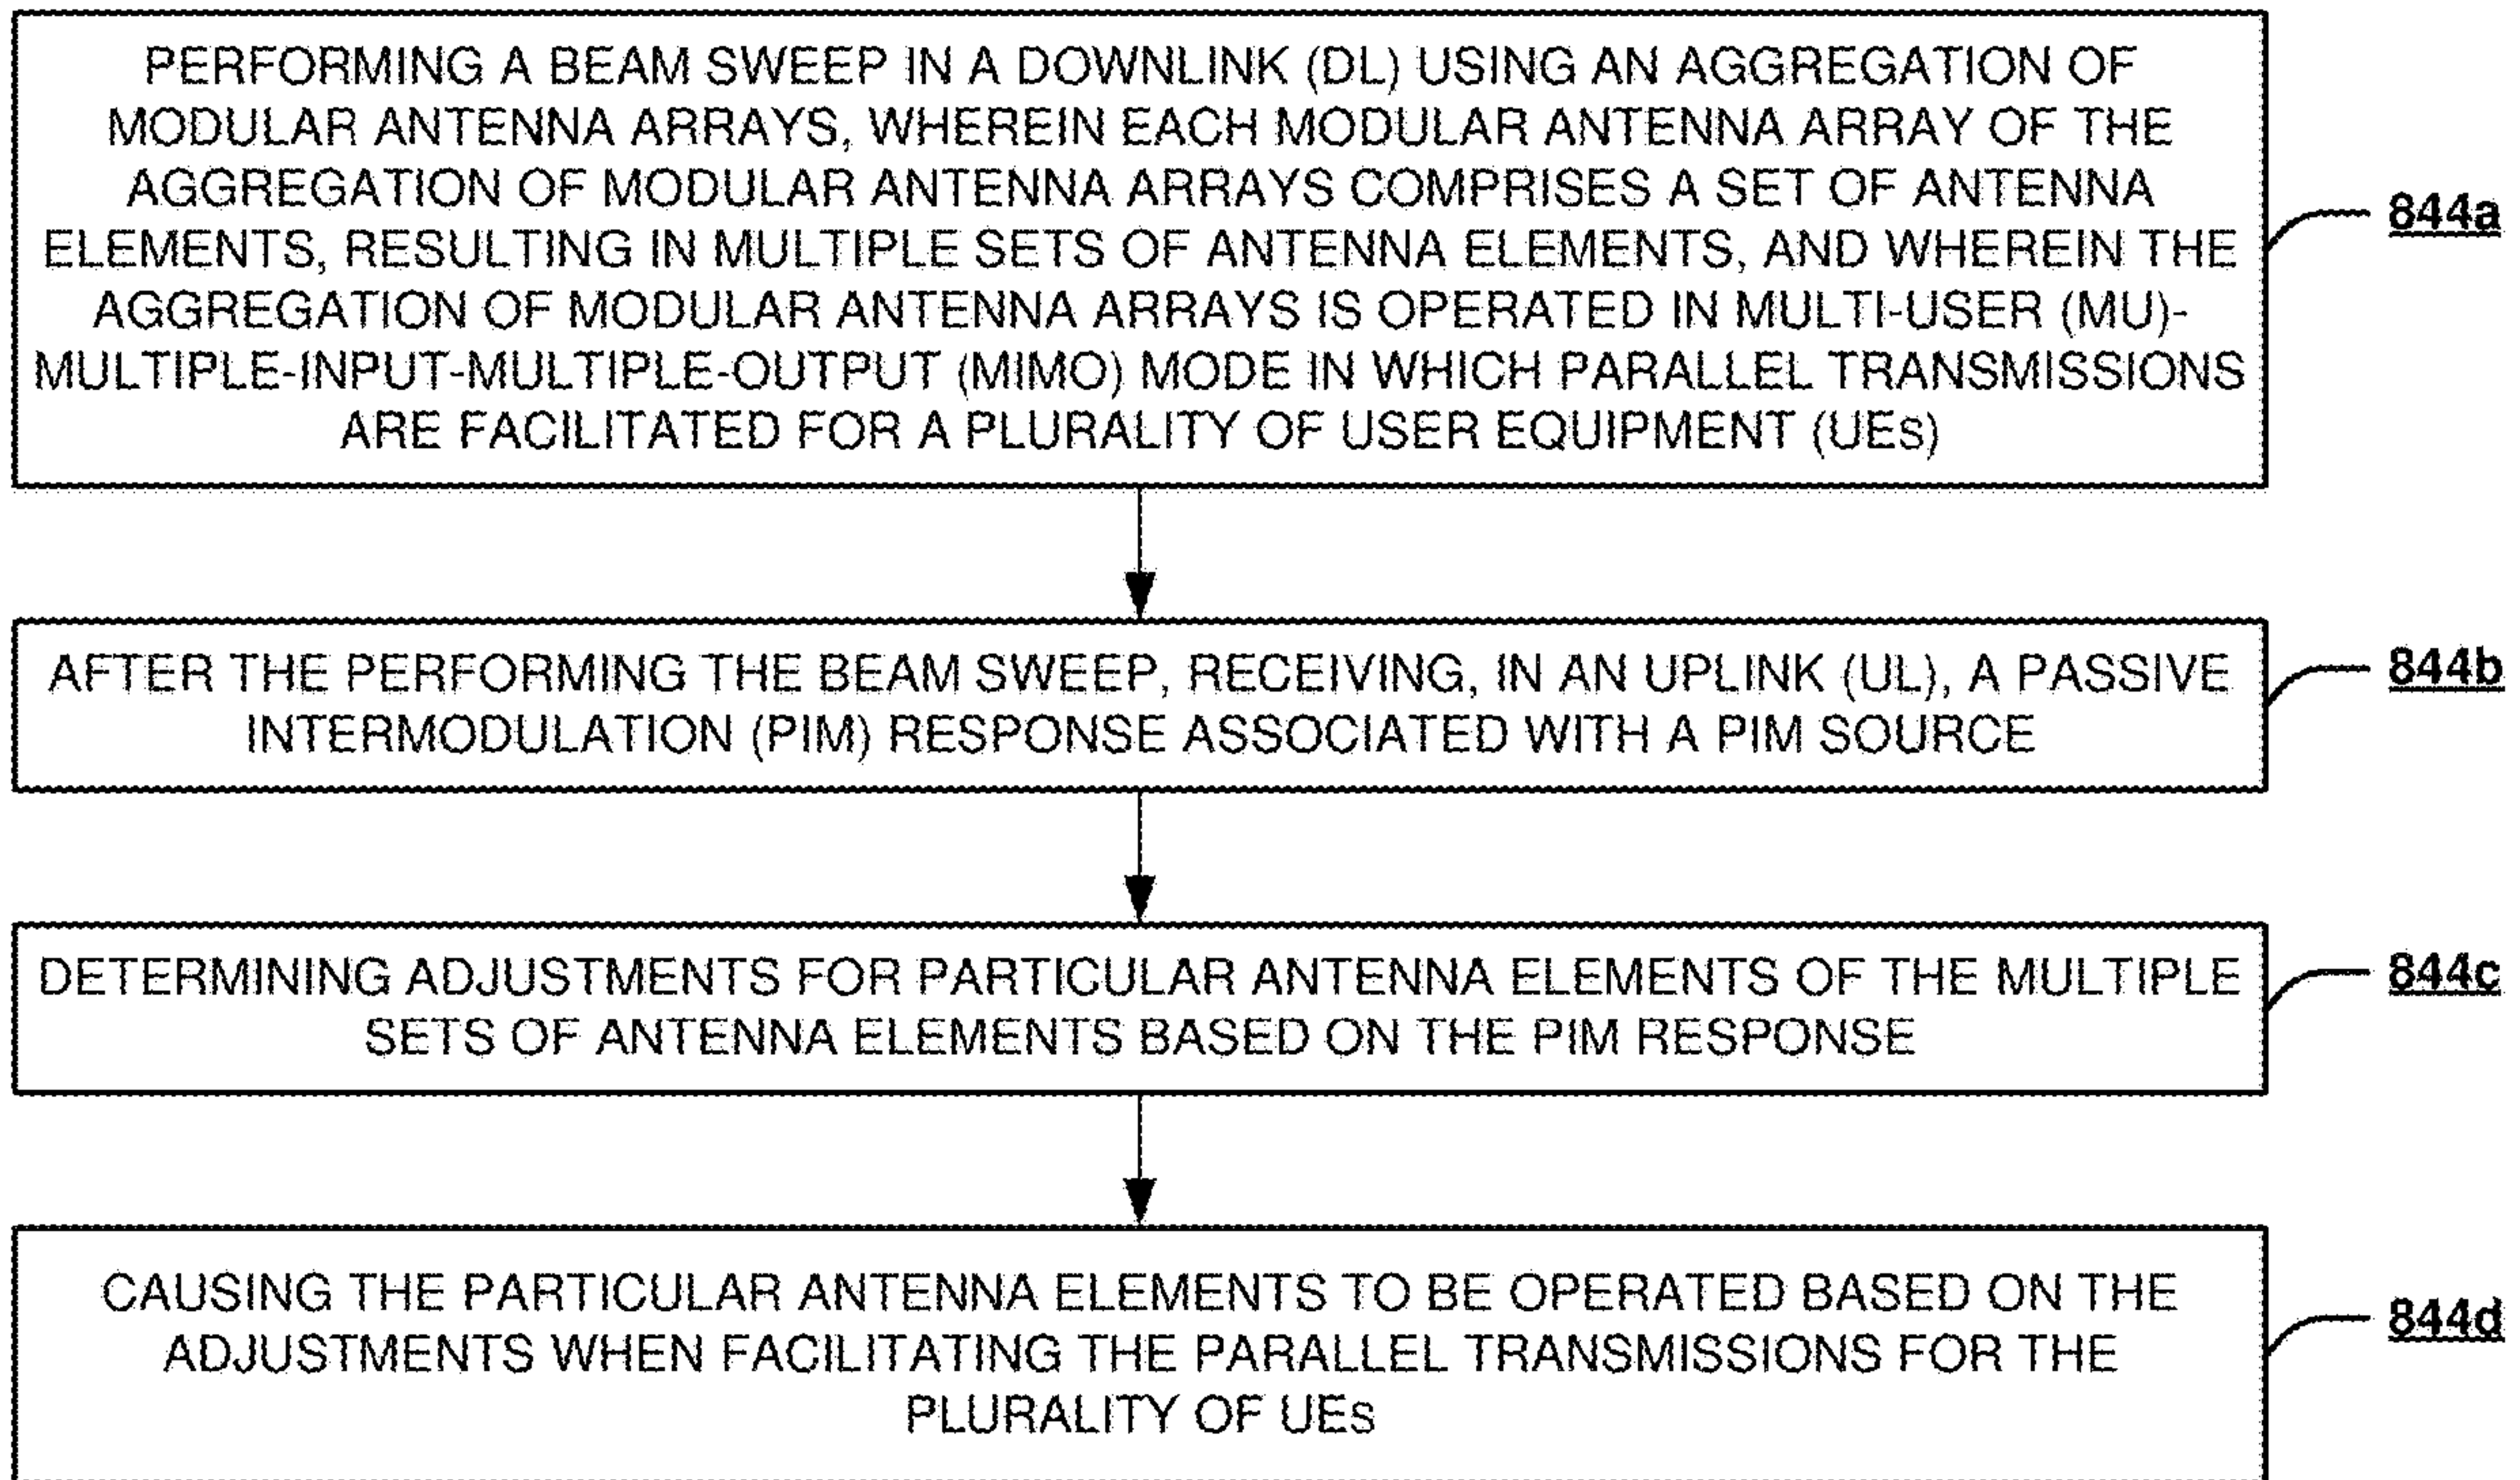 PERFORMING A BEAM SWEEP IN A DOWNLINK (DL) USING AN AGGREGATION OF
MODULAR ANTENNA ARRAYS, WHEREIN EACH MODULAR ANTENNA ARRAY OF THE
AGGREGATION OF MODULAR ANTENNA ARRAYS COMPRISES A SET OF ANTENNA
ELEMENTS, RESULTING IN MULTIPLE SETS OF ANTENNA ELEMENTS, AND WHEREIN THE
AGGREGATION OF MODULAR ANTENNA ARRAYS IS OPERATED IN MULTI-USER (MU)-
MULTIPLE-INPUT-MULTIPLE-OUTPUT (MIMO) MODE IN WHICH PARALLEL TRANSMISSIONS
ARE FACILITATED FOR A PLURALITY OF USER EQUIPMENT (UEs)
844a
AFTER THE PERFORMING THE BEAM SWEEP, RECEIVING, IN AN UPLINK (UL), A PASSIVE
INTERMODULATION (PIM) RESPONSE ASSOCIATED WITH A PIM SOURCE
844b
DETERMINING ADJUSTMENTS FOR PARTICULAR ANTENNA ELEMENTS OF THE MULTIPLE
SETS OF ANTENNA ELEMENTS BASED ON THE PIM RESPONSE
844c
CAUSING THE PARTICULAR ANTENNA ELEMENTS TO BE OPERATED BASED ON THE
ADJUSTMENTS WHEN FACILITATING THE PARALLEL TRANSMISSIONS FOR THE
PLURALITY OF UEs
844d